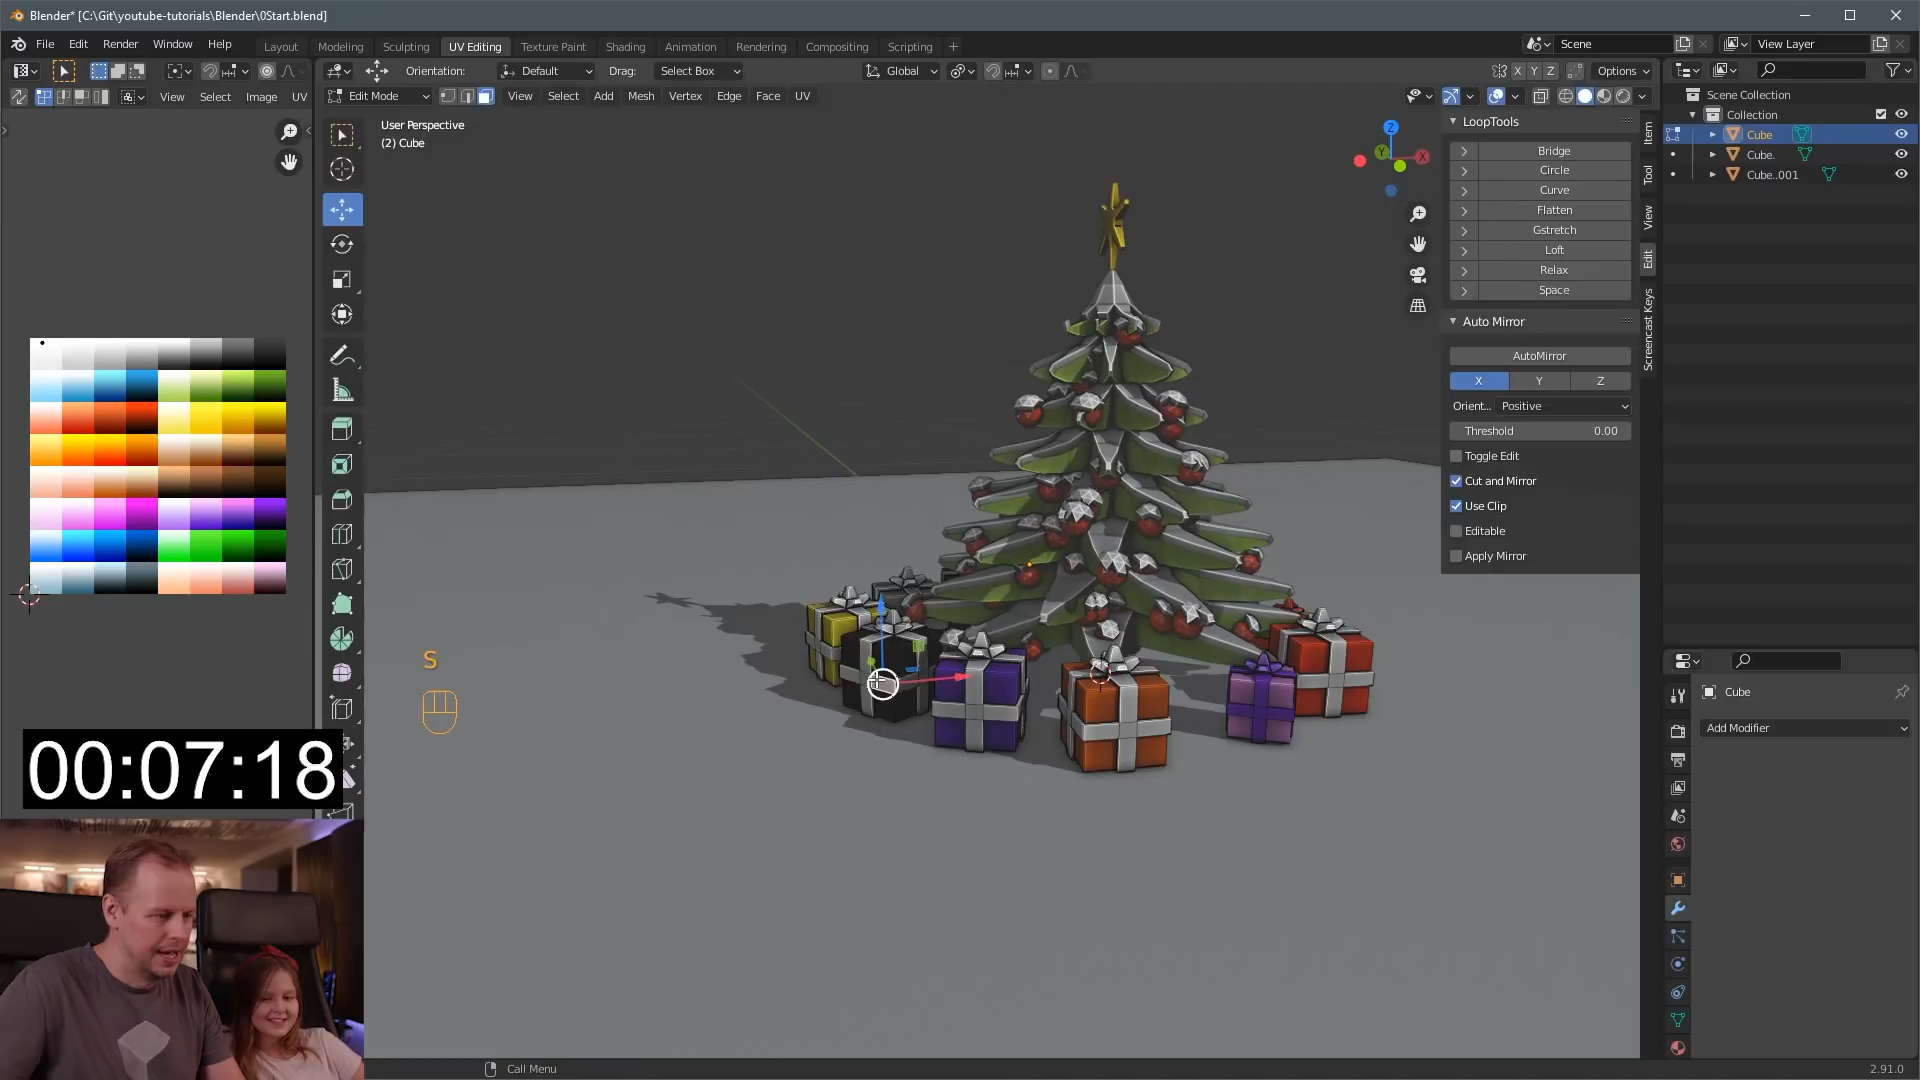 Blender* [C:\Git\youtube-tutorials\Blender\0Start.blend]
File Edit Render Window Help Layout Modeling Sculpting UV Editing Texture Paint Shading Animation Rendering Compositing Scripting + Scene View Layer
Orientation: Default Drag: Select Box Global X Y Z Options
View Select Image UV Edit Mode View Select Add Mesh Vertex Edge Face UV
User Perspective
(2) Cube
Z
Y
X
LoopTools
Bridge
Circle
Curve
Flatten
Gstretch
Loft
Relax
Space
Auto Mirror
AutoMirror
X Y Z
Orient... Positive
Threshold 0.00
Toggle Edit
Cut and Mirror
Use Clip
Editable
Apply Mirror
Item
Tool
View
Edit
Screencast Keys
Scene Collection
Collection
Cube
Cube.
Cube..001
Cube
Add Modifier
S
00:07:18
Call Menu
2.91.0